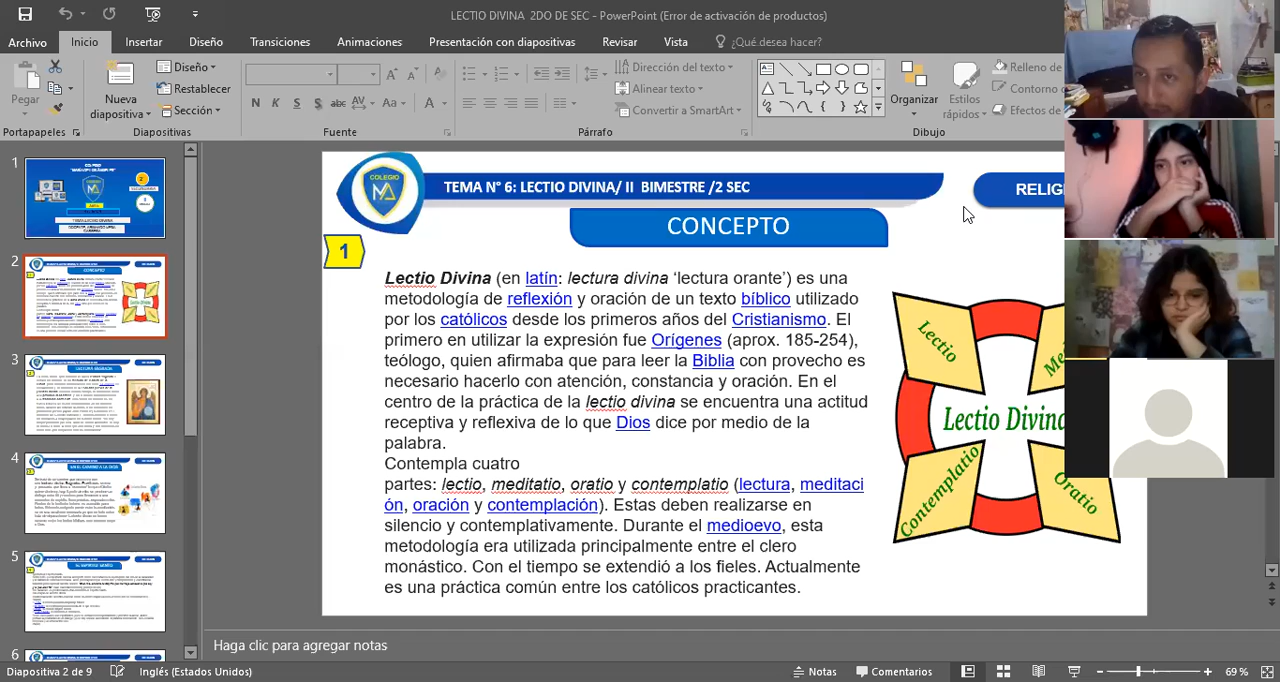 LECTIO DIVINA 2DO DE SEC - PowerPoint (Error de activación de productos)
Archivo Inicio Insertar Diseño Transiciones Animaciones Presentación con diapositivas Revisar Vista ¿Qué desea hacer?
Pegar
Nueva diapositiva
Diseño
Restablecer
Sección
N K S S abc AV Aa A
Dirección del texto
Alinear texto
Convertir a SmartArt
Organizar
Estilos rápidos
Relleno de
Contorno
Efectos de
Portapapeles Diapositivas Fuente Párrafo Dibujo
1
2
3
4
5
6
TEMA N° 6: LECTIO DIVINA/ II BIMESTRE /2 SEC
RELIG
COLEGIO
CONCEPTO
1
Lectio Divina (en latín: lectura divina 'lectura orante') es una
metodología de reflexión y oración de un texto bíblico utilizado
por los católicos desde los primeros años del Cristianismo. El
primero en utilizar la expresión fue Orígenes (aprox. 185-254),
teólogo, quien afirmaba que para leer la Biblia con provecho es
necesario hacerlo con atención, constancia y oración. En el
centro de la práctica de la lectio divina se encuentra una actitud
receptiva y reflexiva de lo que Dios dice por medio de la
palabra.
Contempla cuatro
partes: lectio, meditatio, oratio y contemplatio (lectura, meditaci
ón, oración y contemplación). Estas deben realizarse en
silencio y contemplativamente. Durante el medioevo, esta
metodología era utilizada principalmente entre el clero
monástico. Con el tiempo se extendió a los fieles. Actualmente
es una práctica común entre los católicos practicantes.
Lectio
Me
Lectio Divina
Contemplatio
Oratio
Haga clic para agregar notas
Diapositiva 2 de 9 Inglés (Estados Unidos) Notas Comentarios 69 %